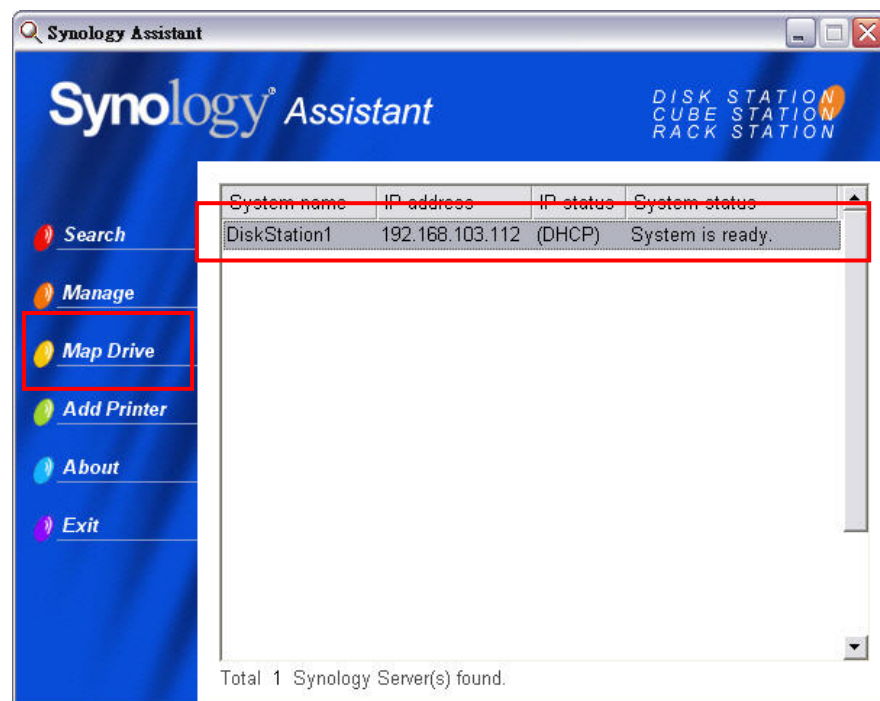 Synology Assistant
Synology® Assistant
DISK STATION
CUBE STATION
RACK STATION
System name IP address IP status System status
DiskStation1 192.168.103.112 (DHCP) System is ready.
Search
Manage
Map Drive
Add Printer
About
Exit
Total 1 Synology Server(s) found.